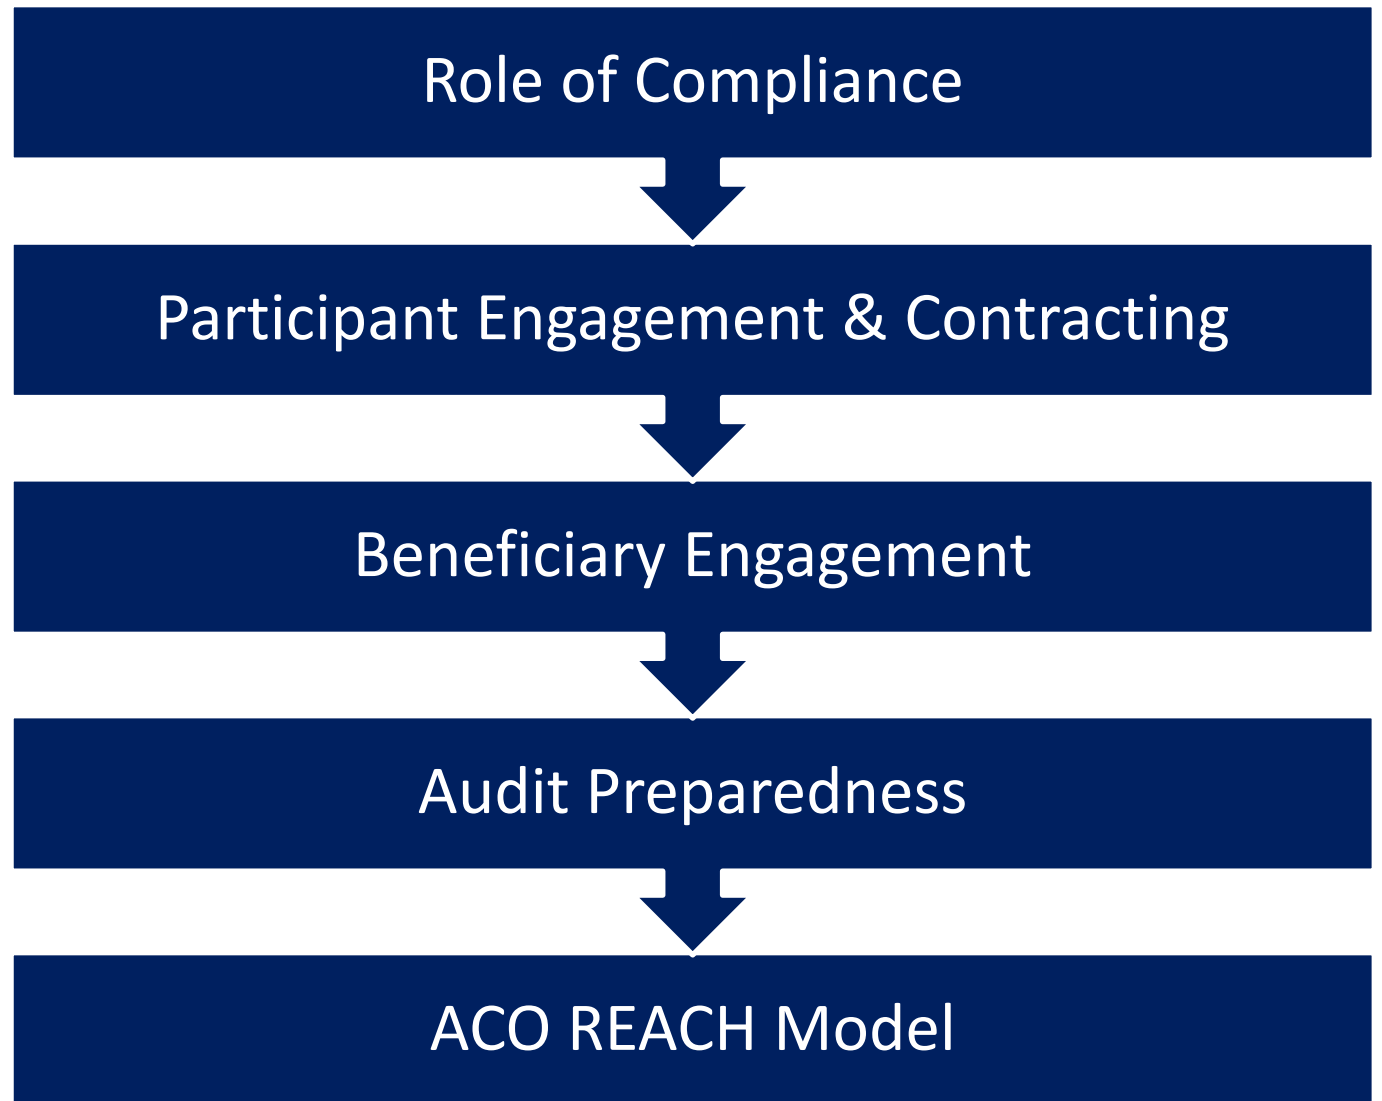 Role of Compliance
Participant Engagement & Contracting
Beneficiary Engagement
Audit Preparedness
ACO REACH Model